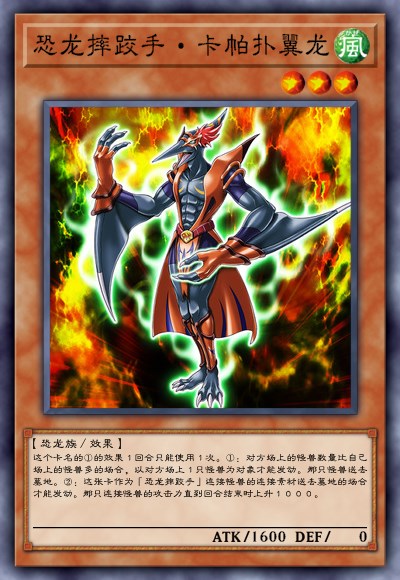 恐龙摔跤手·卡帕扑翼龙 風
【恐龙族/效果】
这个卡名的①的效果1回合只能使用1次。①:对方场上的怪兽数量比自己
场上的怪兽多的场合,以对方场上1只怪兽为对象才能发动。那只怪兽送去
墓地。②:这张卡作为「恐龙摔跤手」连接怪兽的连接素材送去墓地的场合
才能发动。那只连接怪兽的攻击力直到回合结束时上升1000。
ATK/1600 DEF/ 0